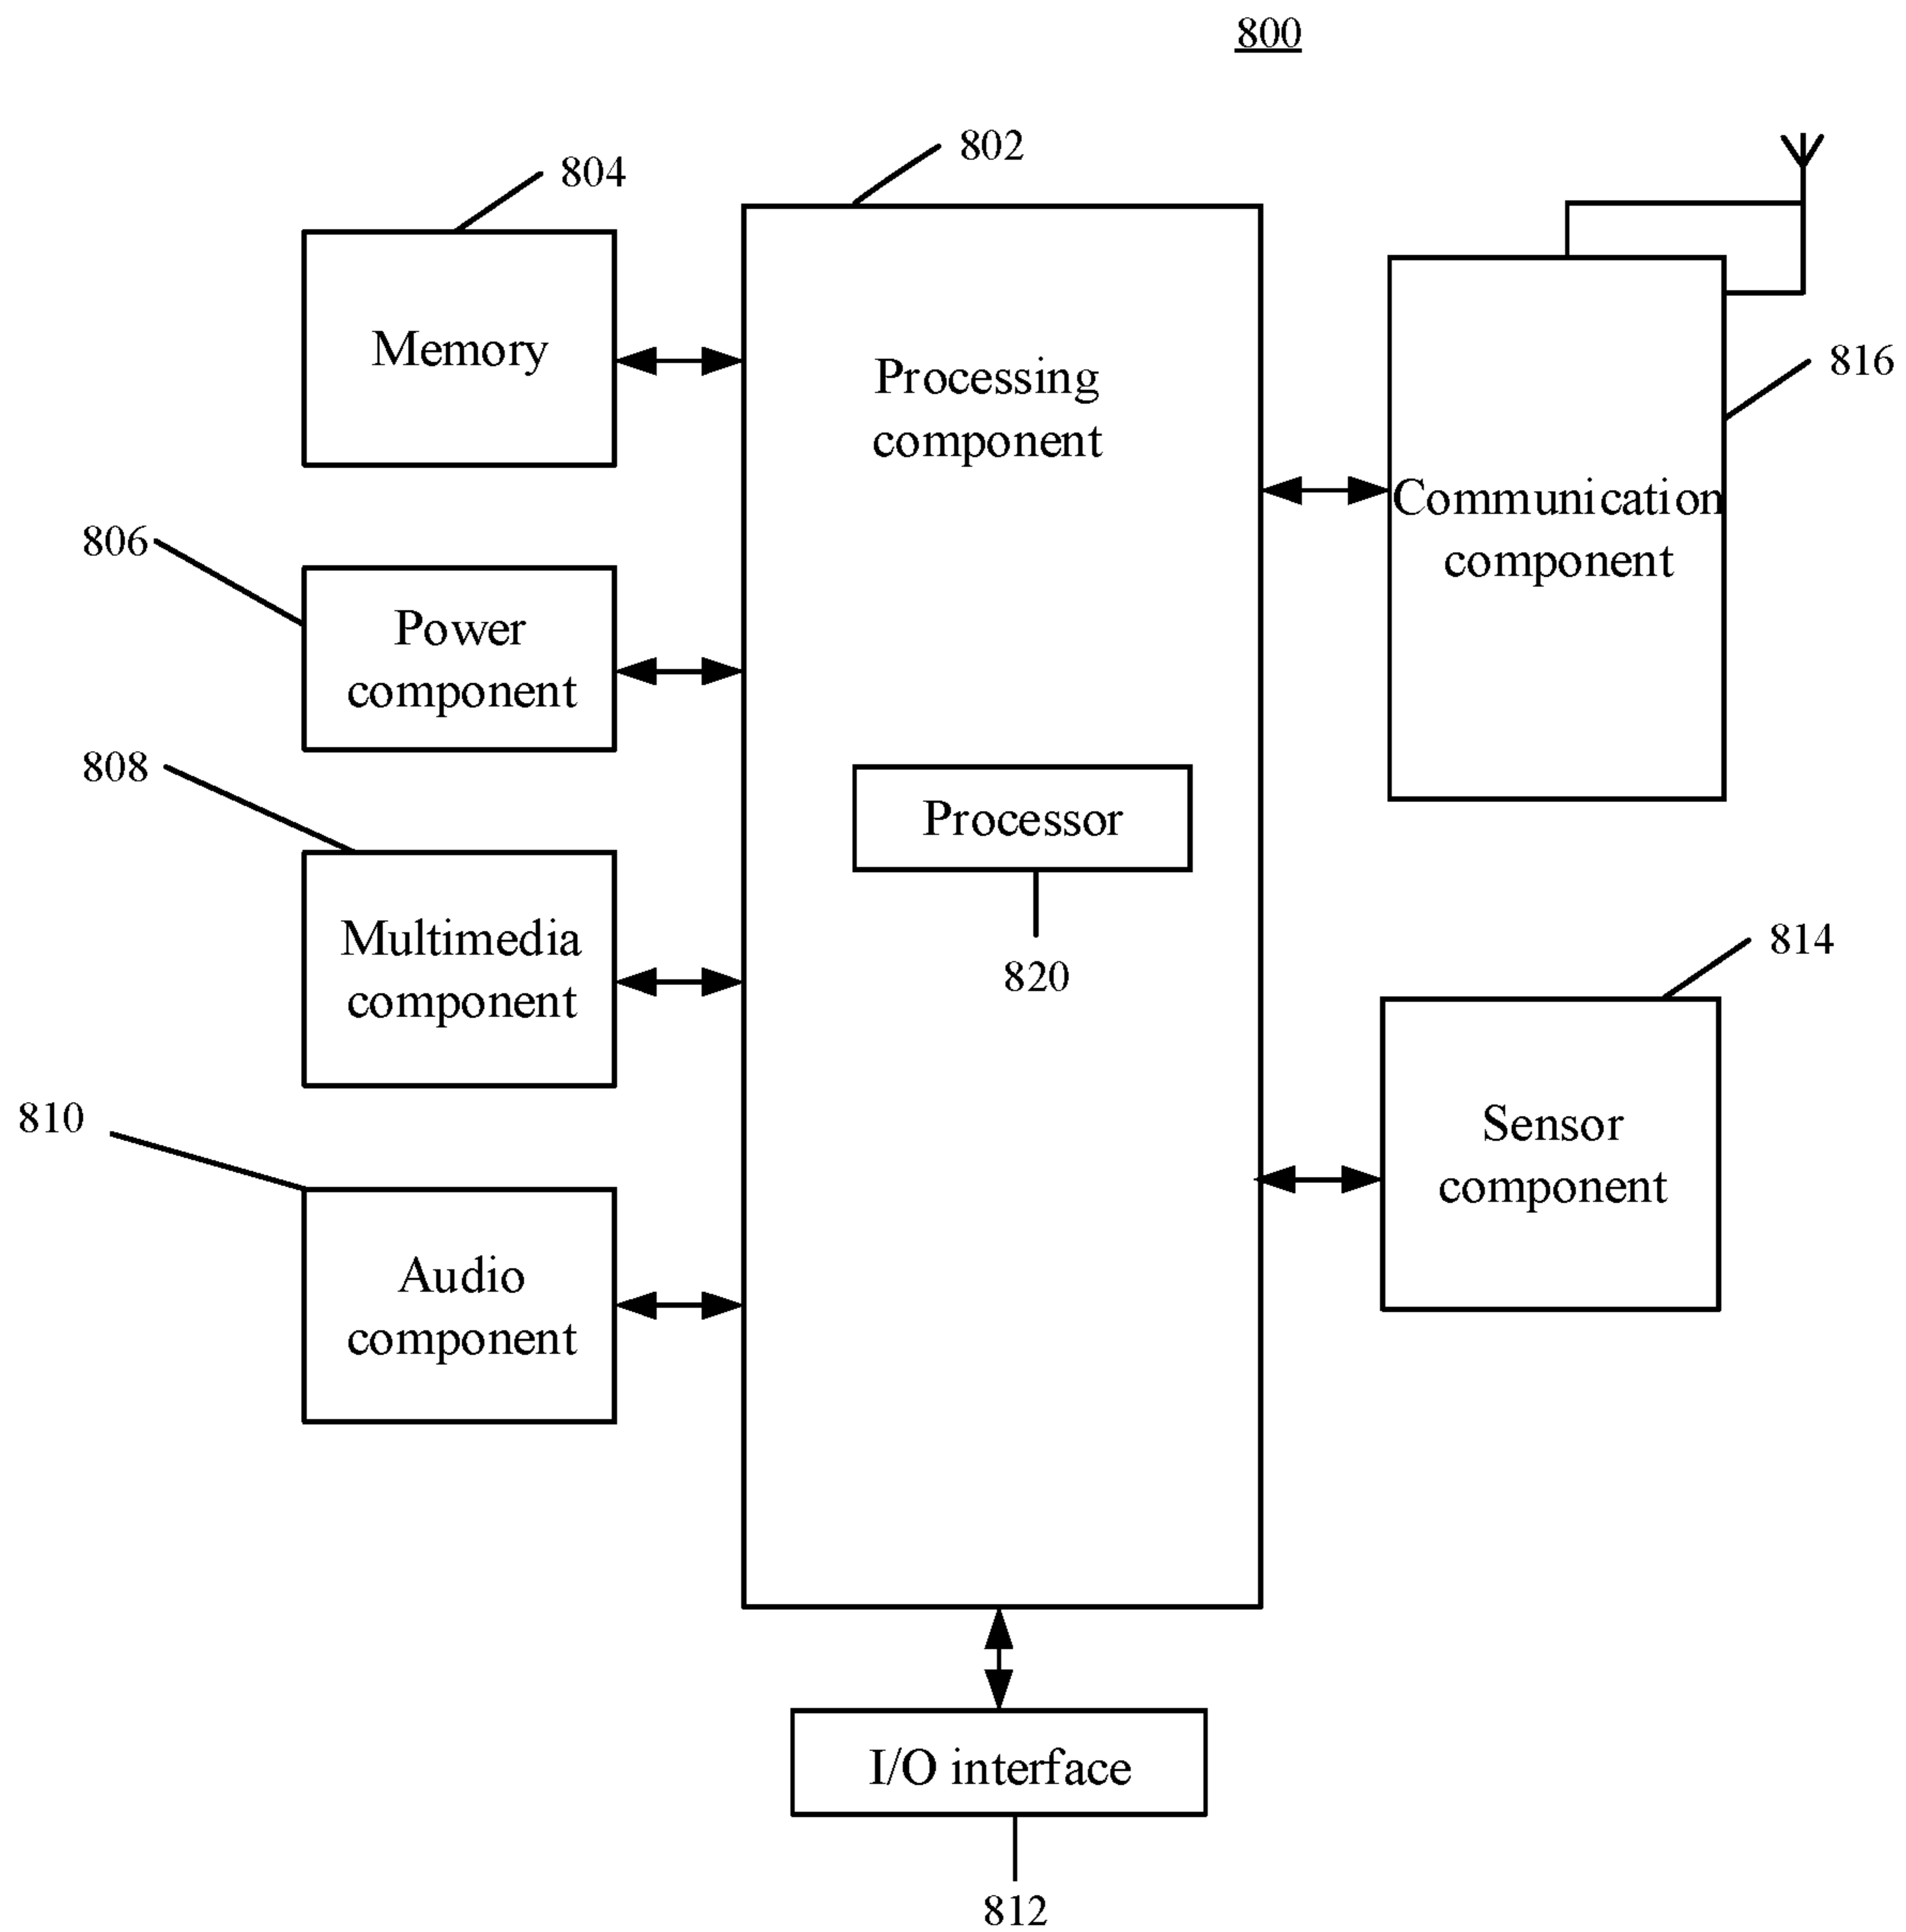 800
802
804
Memory
Processing
component
816
Communication
component
806
Power
component
808
Processor
820
Multimedia
component
814
Sensor
component
810
Audio
component
I/O interface
812